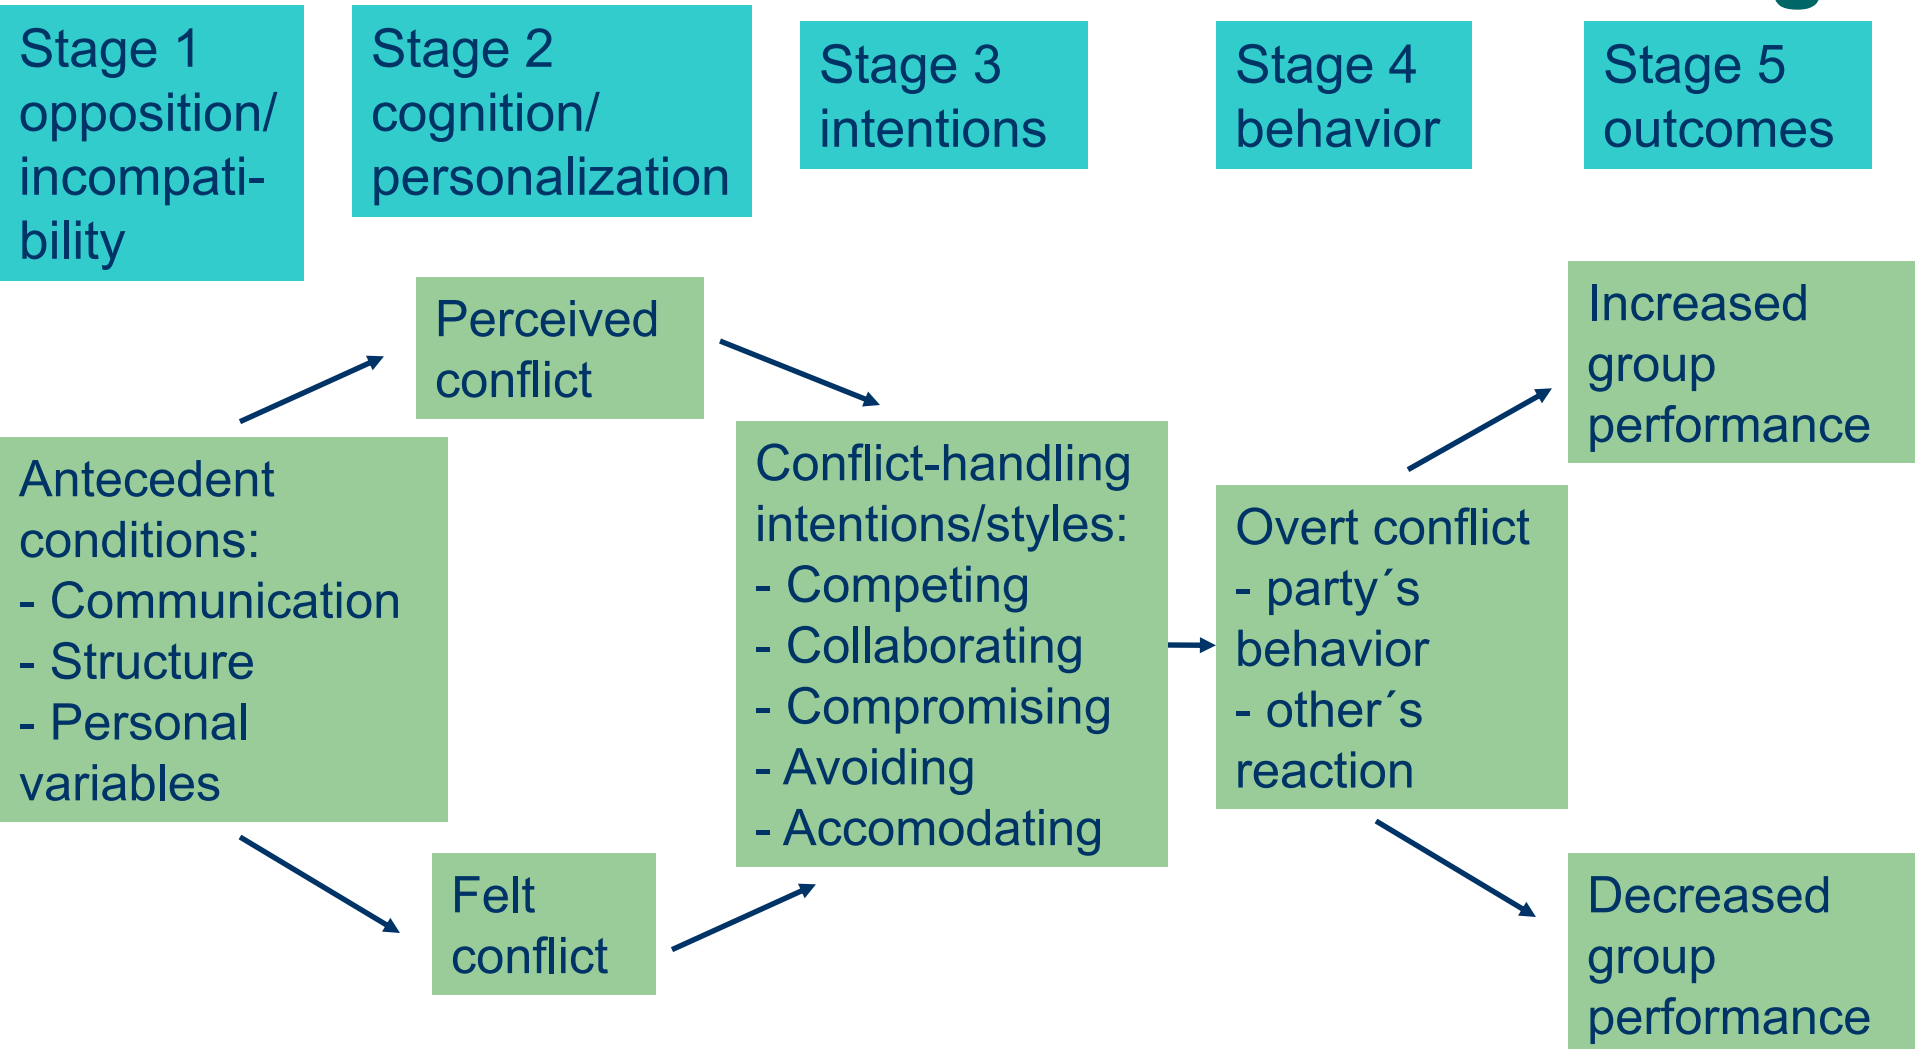 Stage 1
opposition/
incompati-
bility
Stage 2
cognition/
personalization
Stage 3
intentions
Stage 4
behavior
Stage 5
outcomes
Perceived
conflict
Antecedent
conditions:
- Communication
- Structure
- Personal
variables
Felt
conflict
Conflict-handling
intentions/styles:
- Competing
- Collaborating
- Compromising
- Avoiding
- Accomodating
Overt conflict
- party´s
behavior
- other´s
reaction
Increased
group
performance
Decreased
group
performance